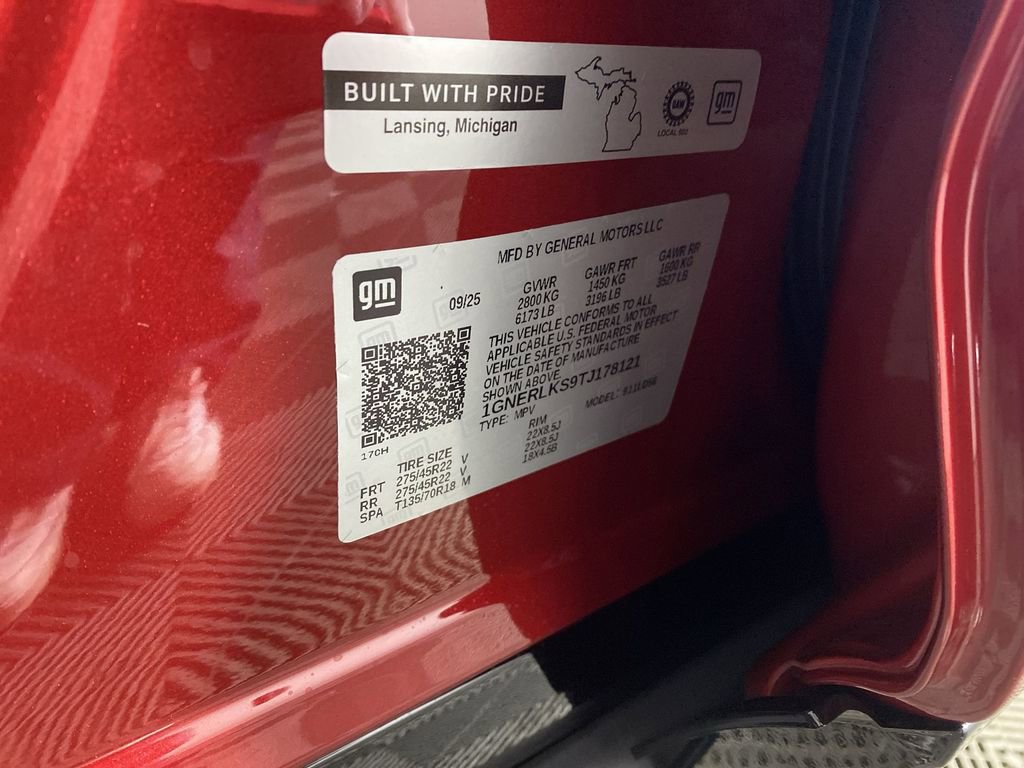 BUILT WITH PRIDE
Lansing, Michigan
UAW
LOCAL 602
gm
MFD BY GENERAL MOTORS LLC
gm
09/25
GVWR
2800 KG
6173 LB
GAWR FRT
1450 KG
3196 LB
GAWR RR
1600 KG
3527 LB
THIS VEHICLE CONFORMS TO ALL
APPLICABLE U.S. FEDERAL MOTOR
VEHICLE SAFETY STANDARDS IN EFFECT
ON THE DATE OF MANUFACTURE
SHOWN ABOVE.
1GNERLKS9TJ178121
TYPE: MPV
MODEL:
17CH
TIRE SIZE
RIM
FRT 275/45R22 V 22X8.5J
RR 275/45R22 V 22X8.5J
SPA T135/70R18 M 18X4.5B